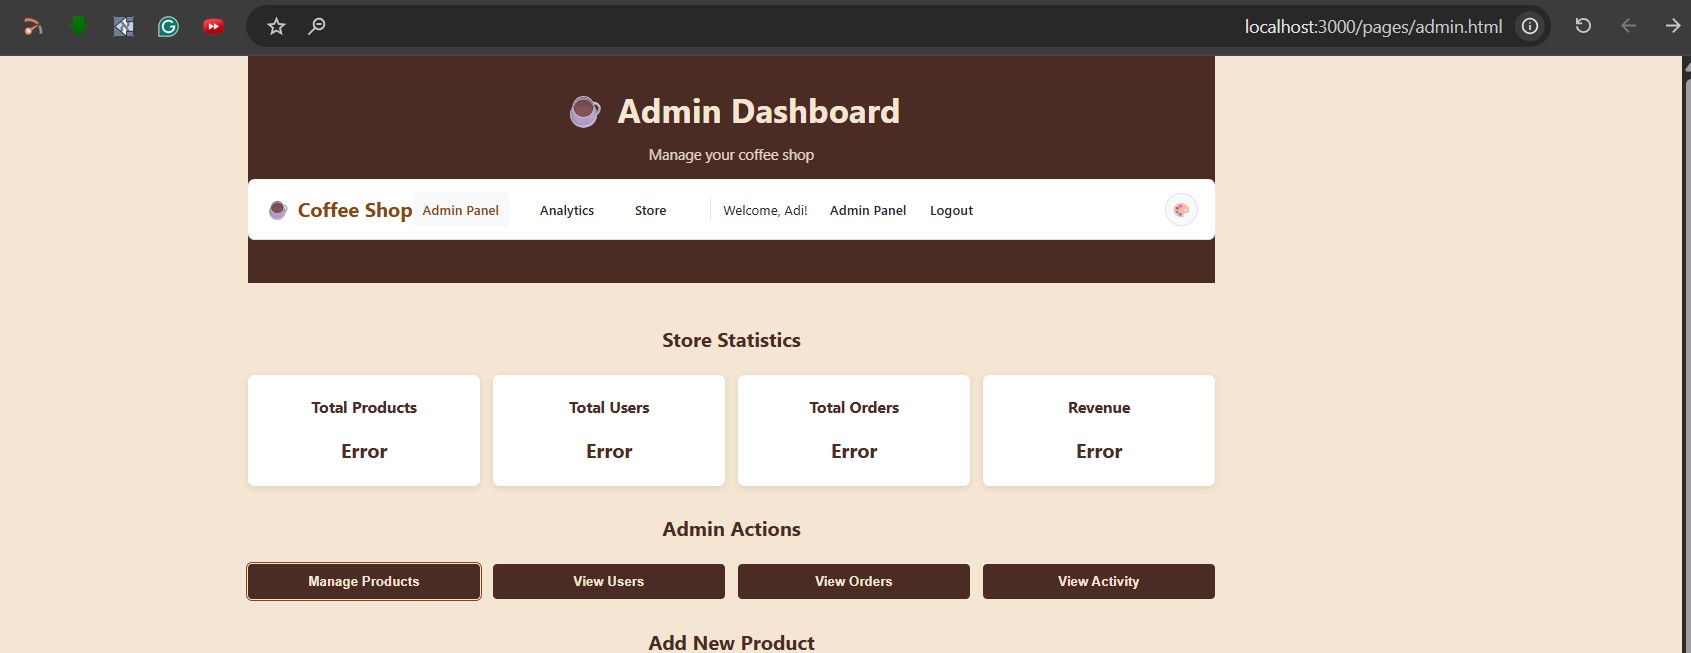 localhost:3000/pages/admin.html
Admin Dashboard
Manage your coffee shop
Coffee Shop Admin Panel Analytics Store Welcome, Adi! Admin Panel Logout
Store Statistics
Total Products Total Users Total Orders Revenue
Error Error Error Error
Admin Actions
Manage Products View Users View Orders View Activity
Add New Product